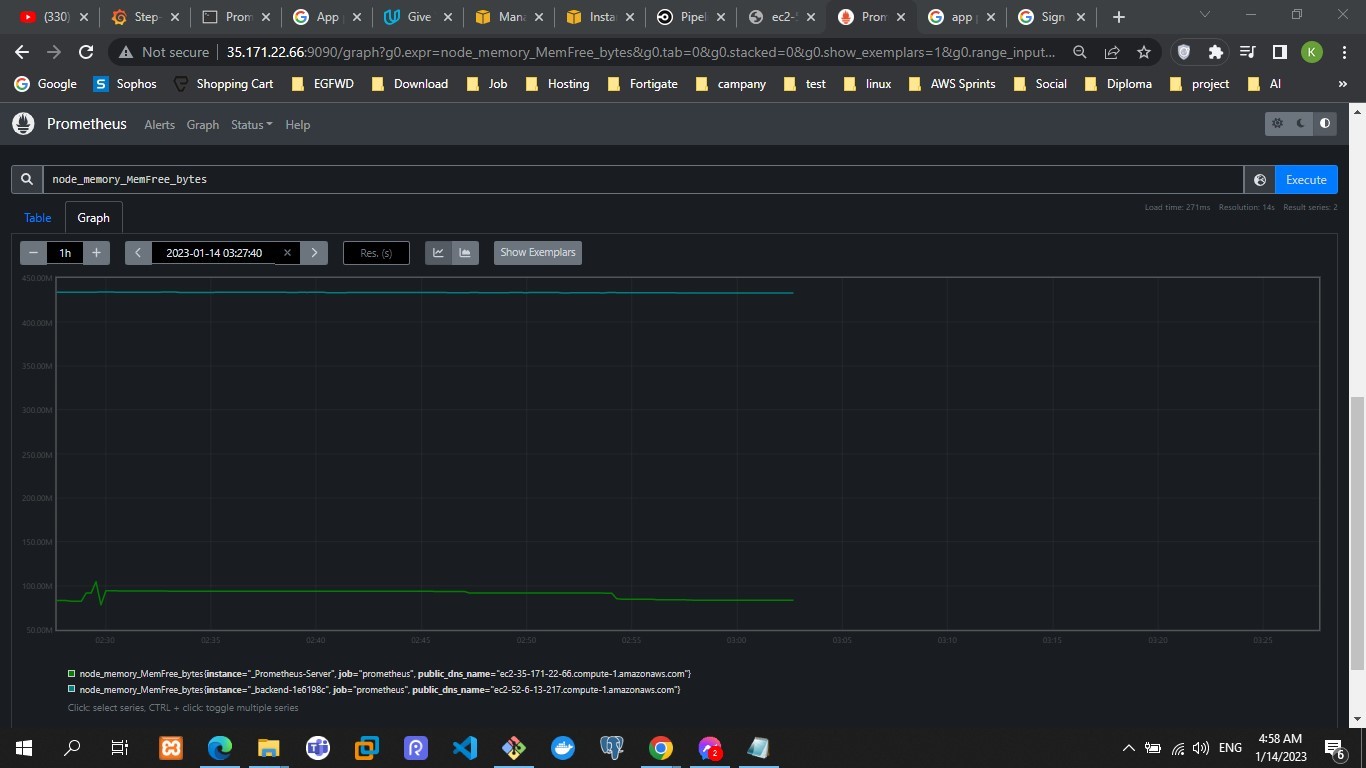 (330) Step- Prom App Give Mana Insta Pipel ec2-5 Prom app Sign
Not secure 35.171.22.66:9090/graph?g0.expr=node_memory_MemFree_bytes&g0.tab=0&g0.stacked=0&g0.show_exemplars=1&g0.range_input...
K
Google Sophos Shopping Cart EGFWD Download Job Hosting Fortigate campany test linux AWS Sprints Social Diploma project AI »
Prometheus Alerts Graph Status Help
node_memory_MemFree_bytes Execute
Load time: 271ms Resolution: 14s Result series: 2
Table Graph
− 1h + 2023-01-14 03:27:40 × Res. (s) Show Exemplars
450.00M
400.00M
350.00M
300.00M
250.00M
200.00M
150.00M
100.00M
50.00M
02:30 02:35 02:40 02:45 02:50 02:55 03:00 03:05 03:10 03:15 03:20 03:25
node_memory_MemFree_bytes{instance="_Prometheus-Server", job="prometheus", public_dns_name="ec2-35-171-22-66.compute-1.amazonaws.com"}
node_memory_MemFree_bytes{instance="_backend-1e6198c", job="prometheus", public_dns_name="ec2-52-6-13-217.compute-1.amazonaws.com"}
Click: select series, CTRL + click: toggle multiple series
2
ENG
4:58 AM
1/14/2023
6